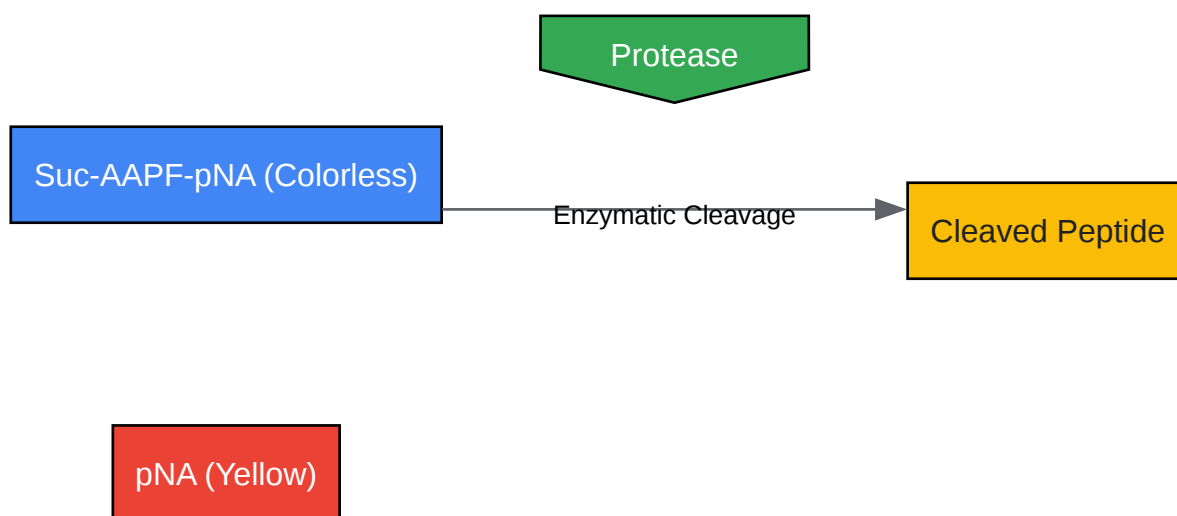 Protease
Suc-AAPF-pNA (Colorless)
Enzymatic Cleavage
Cleaved Peptide
pNA (Yellow)